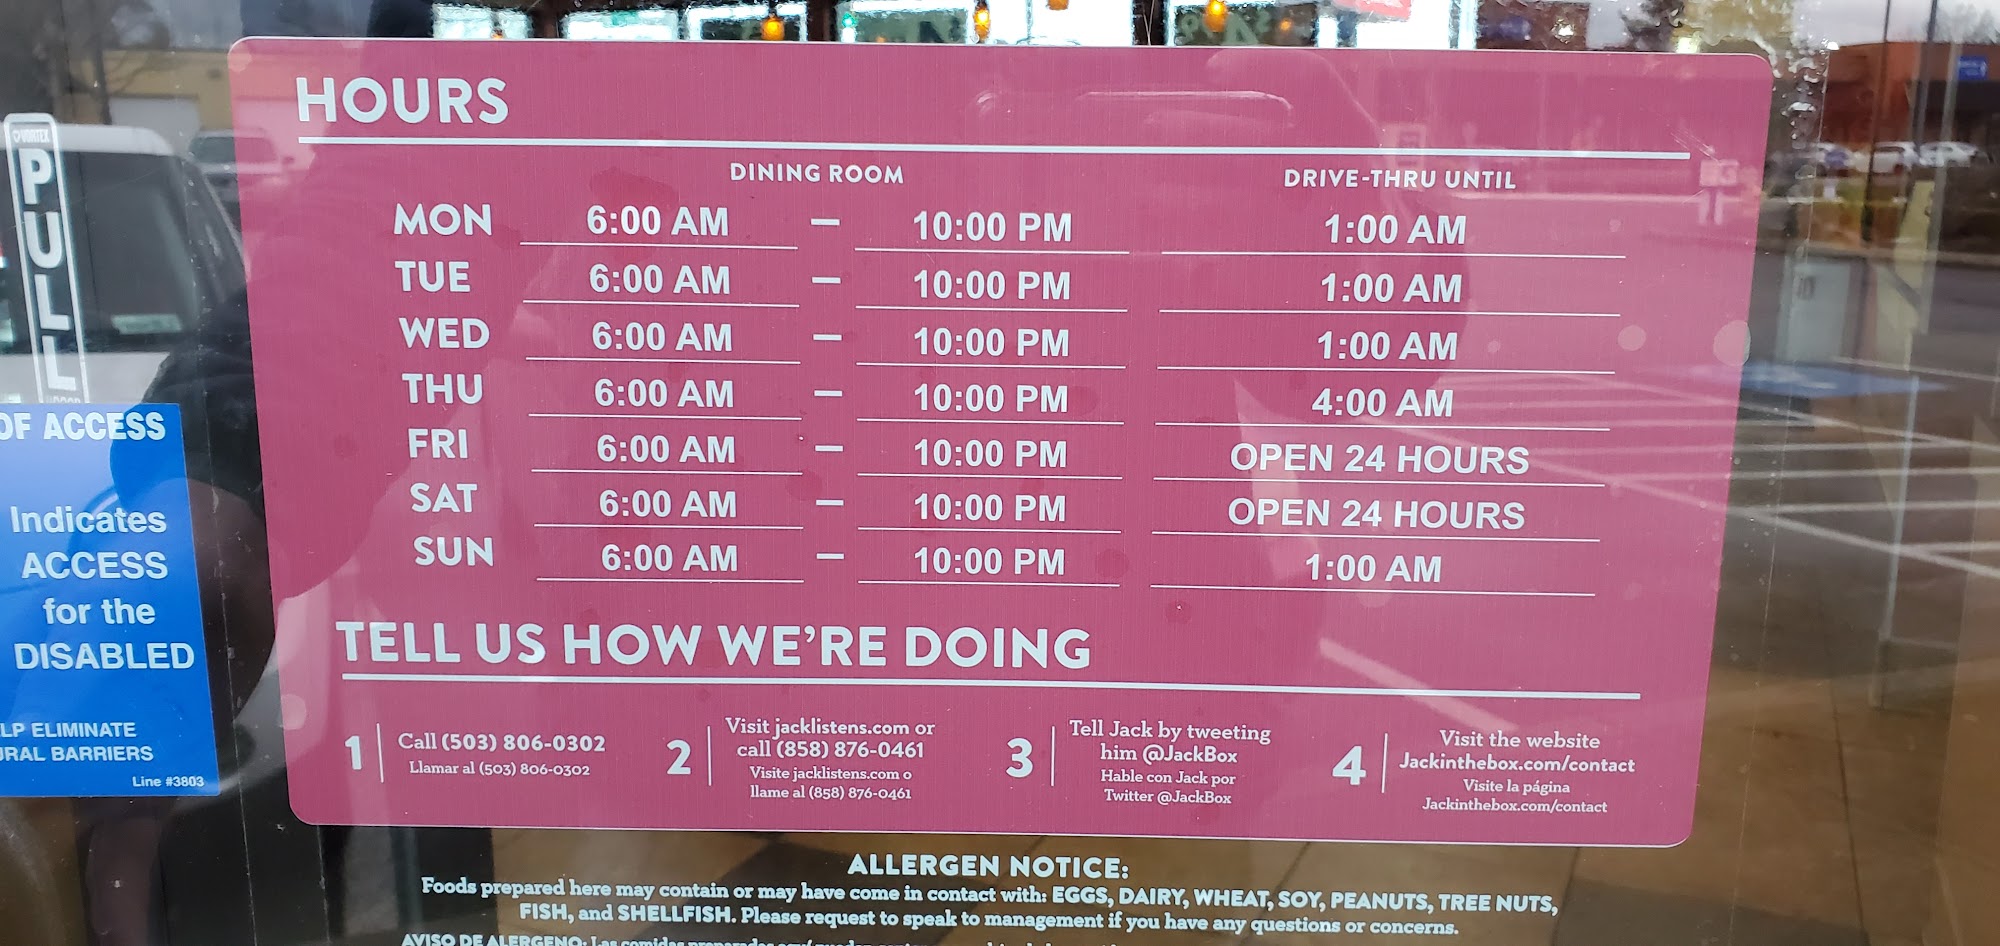 HOURS
DINING ROOM DRIVE-THRU UNTIL
MON 6:00 AM – 10:00 PM 1:00 AM
TUE 6:00 AM – 10:00 PM 1:00 AM
WED 6:00 AM – 10:00 PM 1:00 AM
THU 6:00 AM – 10:00 PM 4:00 AM
FRI 6:00 AM – 10:00 PM OPEN 24 HOURS
SAT 6:00 AM – 10:00 PM OPEN 24 HOURS
SUN 6:00 AM – 10:00 PM 1:00 AM
TELL US HOW WE'RE DOING
1
Call (503) 806-0302
Llamar al (503) 806-0302
2
Visit jacklistens.com or
call (858) 876-0461
Visite jacklistens.com o
llame al (858) 876-0461
3
Tell Jack by tweeting
him @JackBox
Hable con Jack por
Twitter @JackBox
4
Visit the website
Jackinthebox.com/contact
Visite la página
Jackinthebox.com/contact
ALLERGEN NOTICE:
Foods prepared here may contain or may have come in contact with: EGGS, DAIRY, WHEAT, SOY, PEANUTS, TREE NUTS,
FISH, and SHELLFISH. Please request to speak to management if you have any questions or concerns.
AVISO DE ALERGENO: Las comidas
VORTEX
PULL
OF ACCESS
Indicates
ACCESS
for the
DISABLED
LP ELIMINATE
URAL BARRIERS
Line #3803